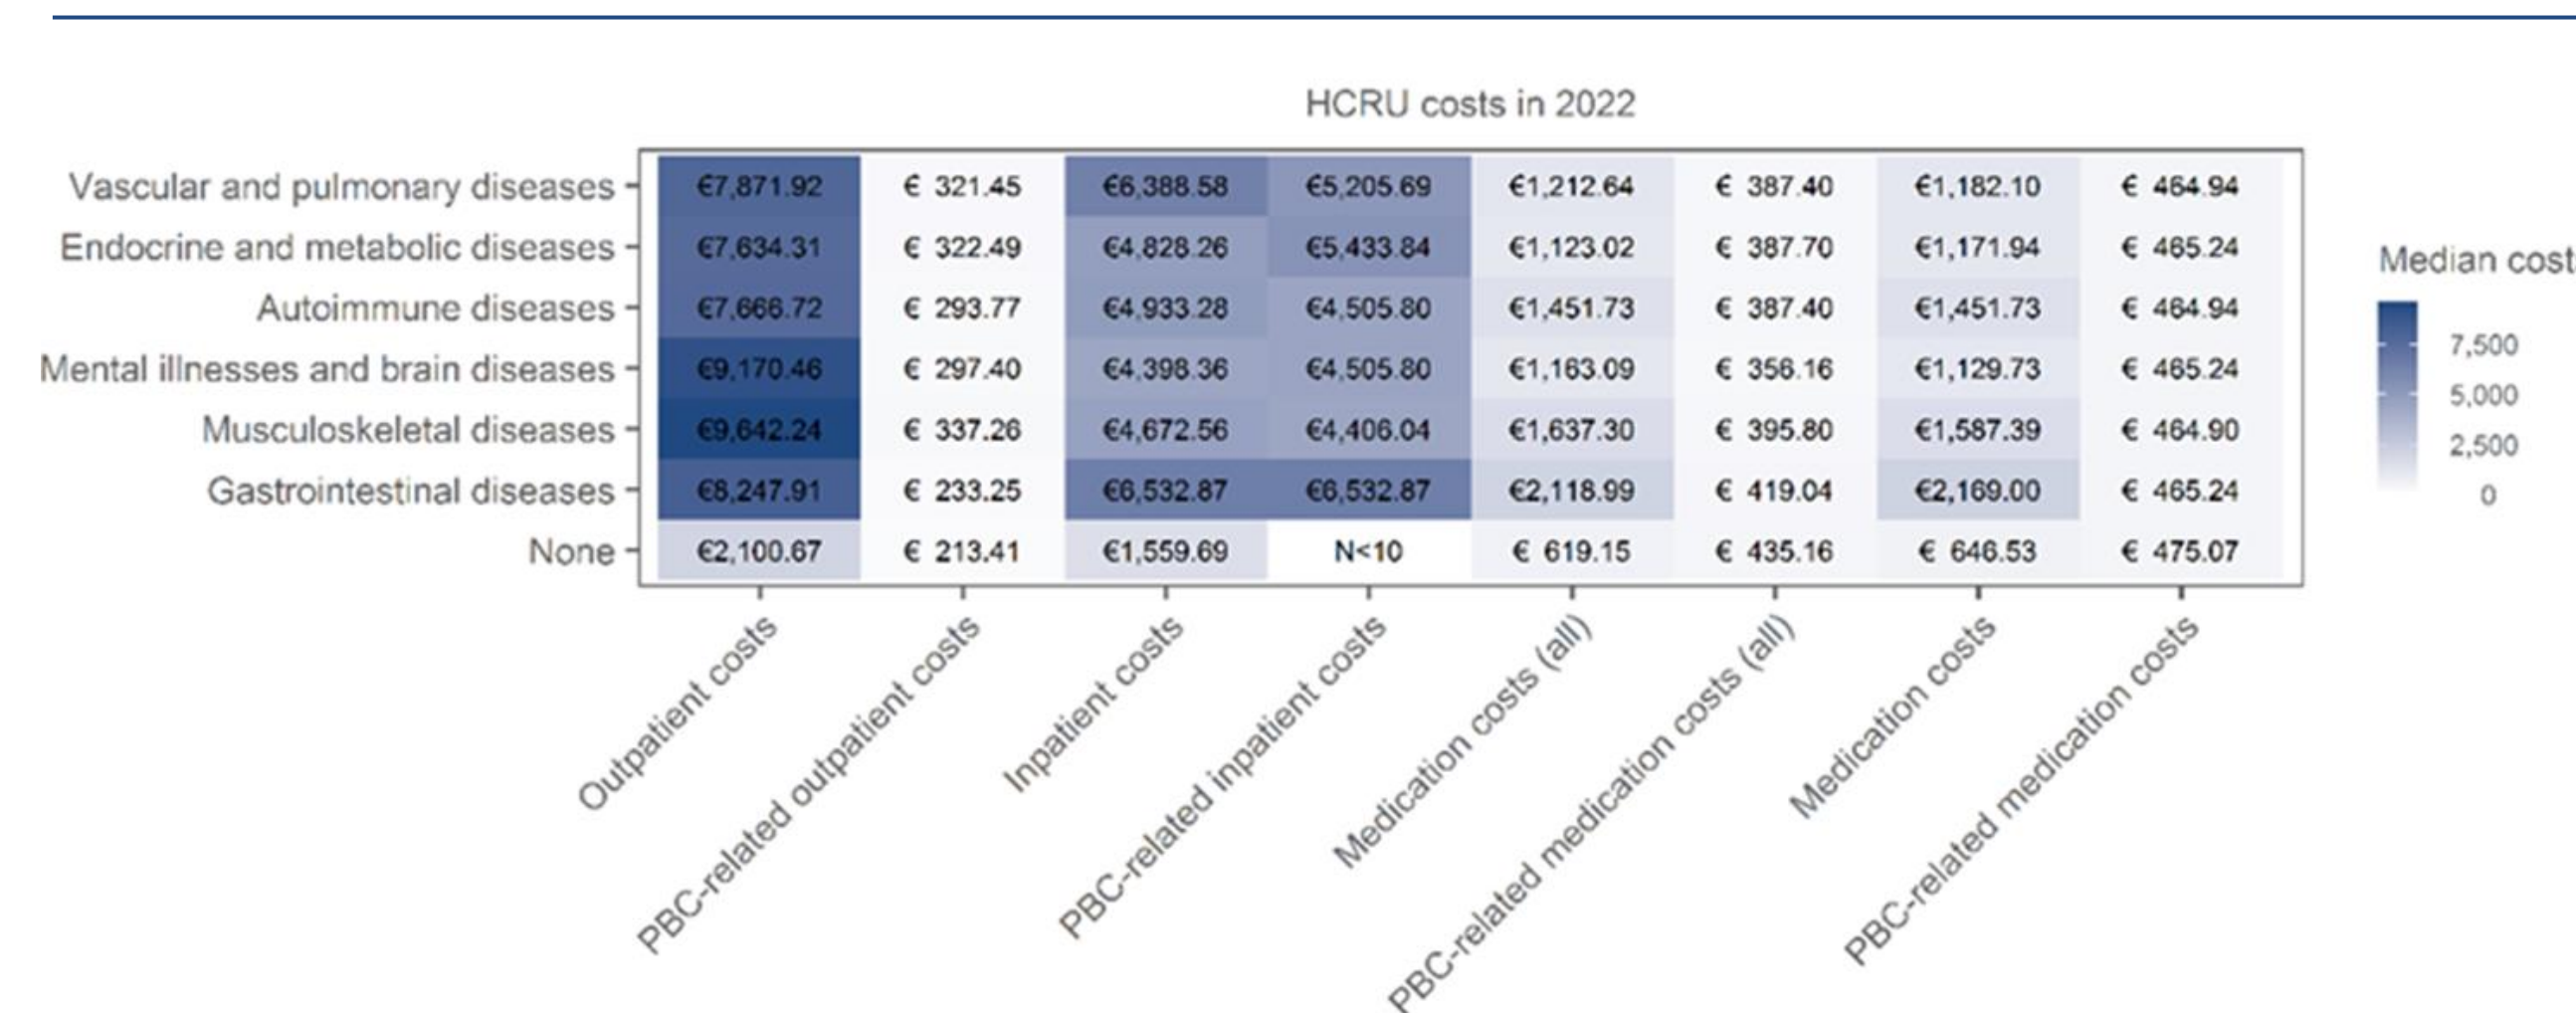 HCRU costs in 2022
Vascular and pulmonary diseases €7,871.92 € 321.45 €6,388.58 €5,205.69 €1,212.64 € 387.40 €1,182.10 € 464.94
Endocrine and metabolic diseases €7,634.31 € 322.49 €4,828.26 €5,433.84 €1,123.02 € 387.70 €1,171.94 € 465.24
Autoimmune diseases €7,666.72 € 293.77 €4,933.28 €4,505.80 €1,451.73 € 387.40 €1,451.73 € 464.94
Mental illnesses and brain diseases €9,170.46 € 297.40 €4,398.36 €4,505.80 €1,163.09 € 356.16 €1,129.73 € 465.24
Musculoskeletal diseases €9,642.24 € 337.26 €4,672.56 €4,406.04 €1,637.30 € 395.80 €1,587.39 € 464.90
Gastrointestinal diseases €8,247.91 € 233.25 €6,532.87 €6,532.87 €2,118.99 € 419.04 €2,169.00 € 465.24
None €2,100.67 € 213.41 €1,559.69 N<10 € 619.15 € 435.16 € 646.53 € 475.07
Outpatient costs
PBC-related outpatient costs
Inpatient costs
PBC-related inpatient costs
Medication costs (all)
PBC-related medication costs (all)
Medication costs
PBC-related medication costs
Median cost
7,500
5,000
2,500
0